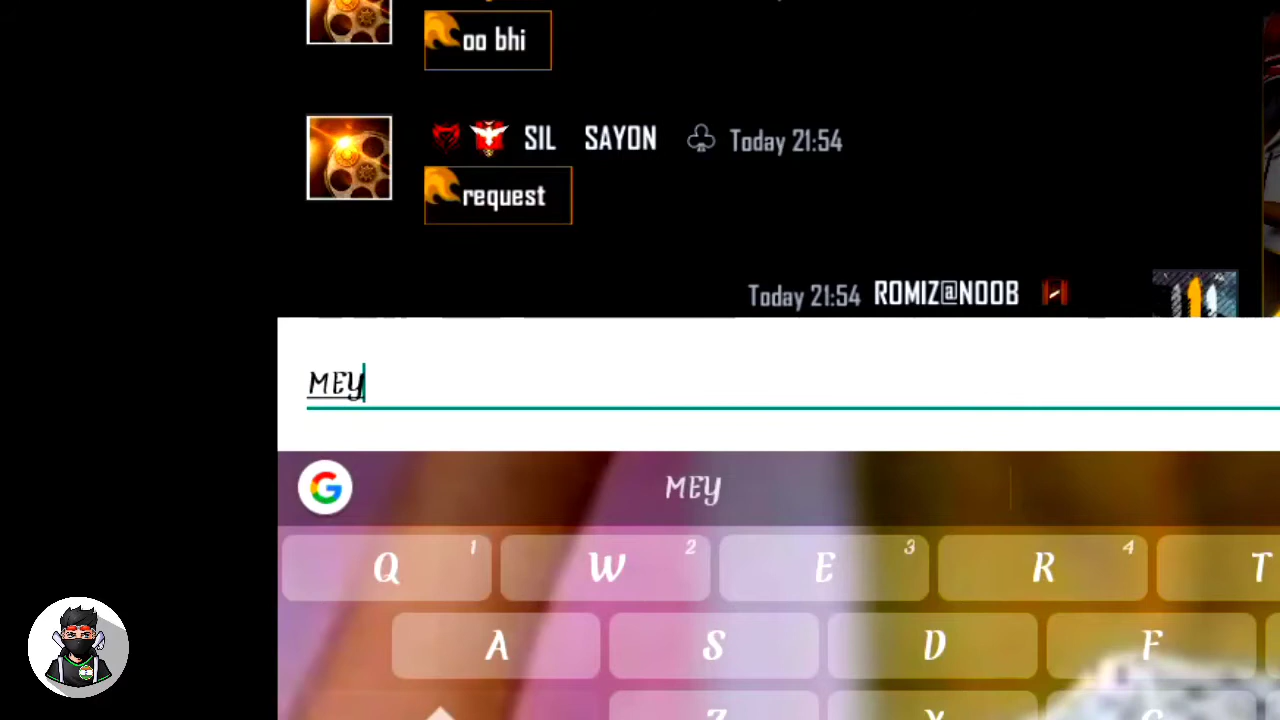 oo bhi
SIL SAYON Today 21:54
request
Today 21:54 ROMIZ@NOOB
MEY
G MEY
Q 1 W 2 E 3 R 4 T
A S D F
Z X C